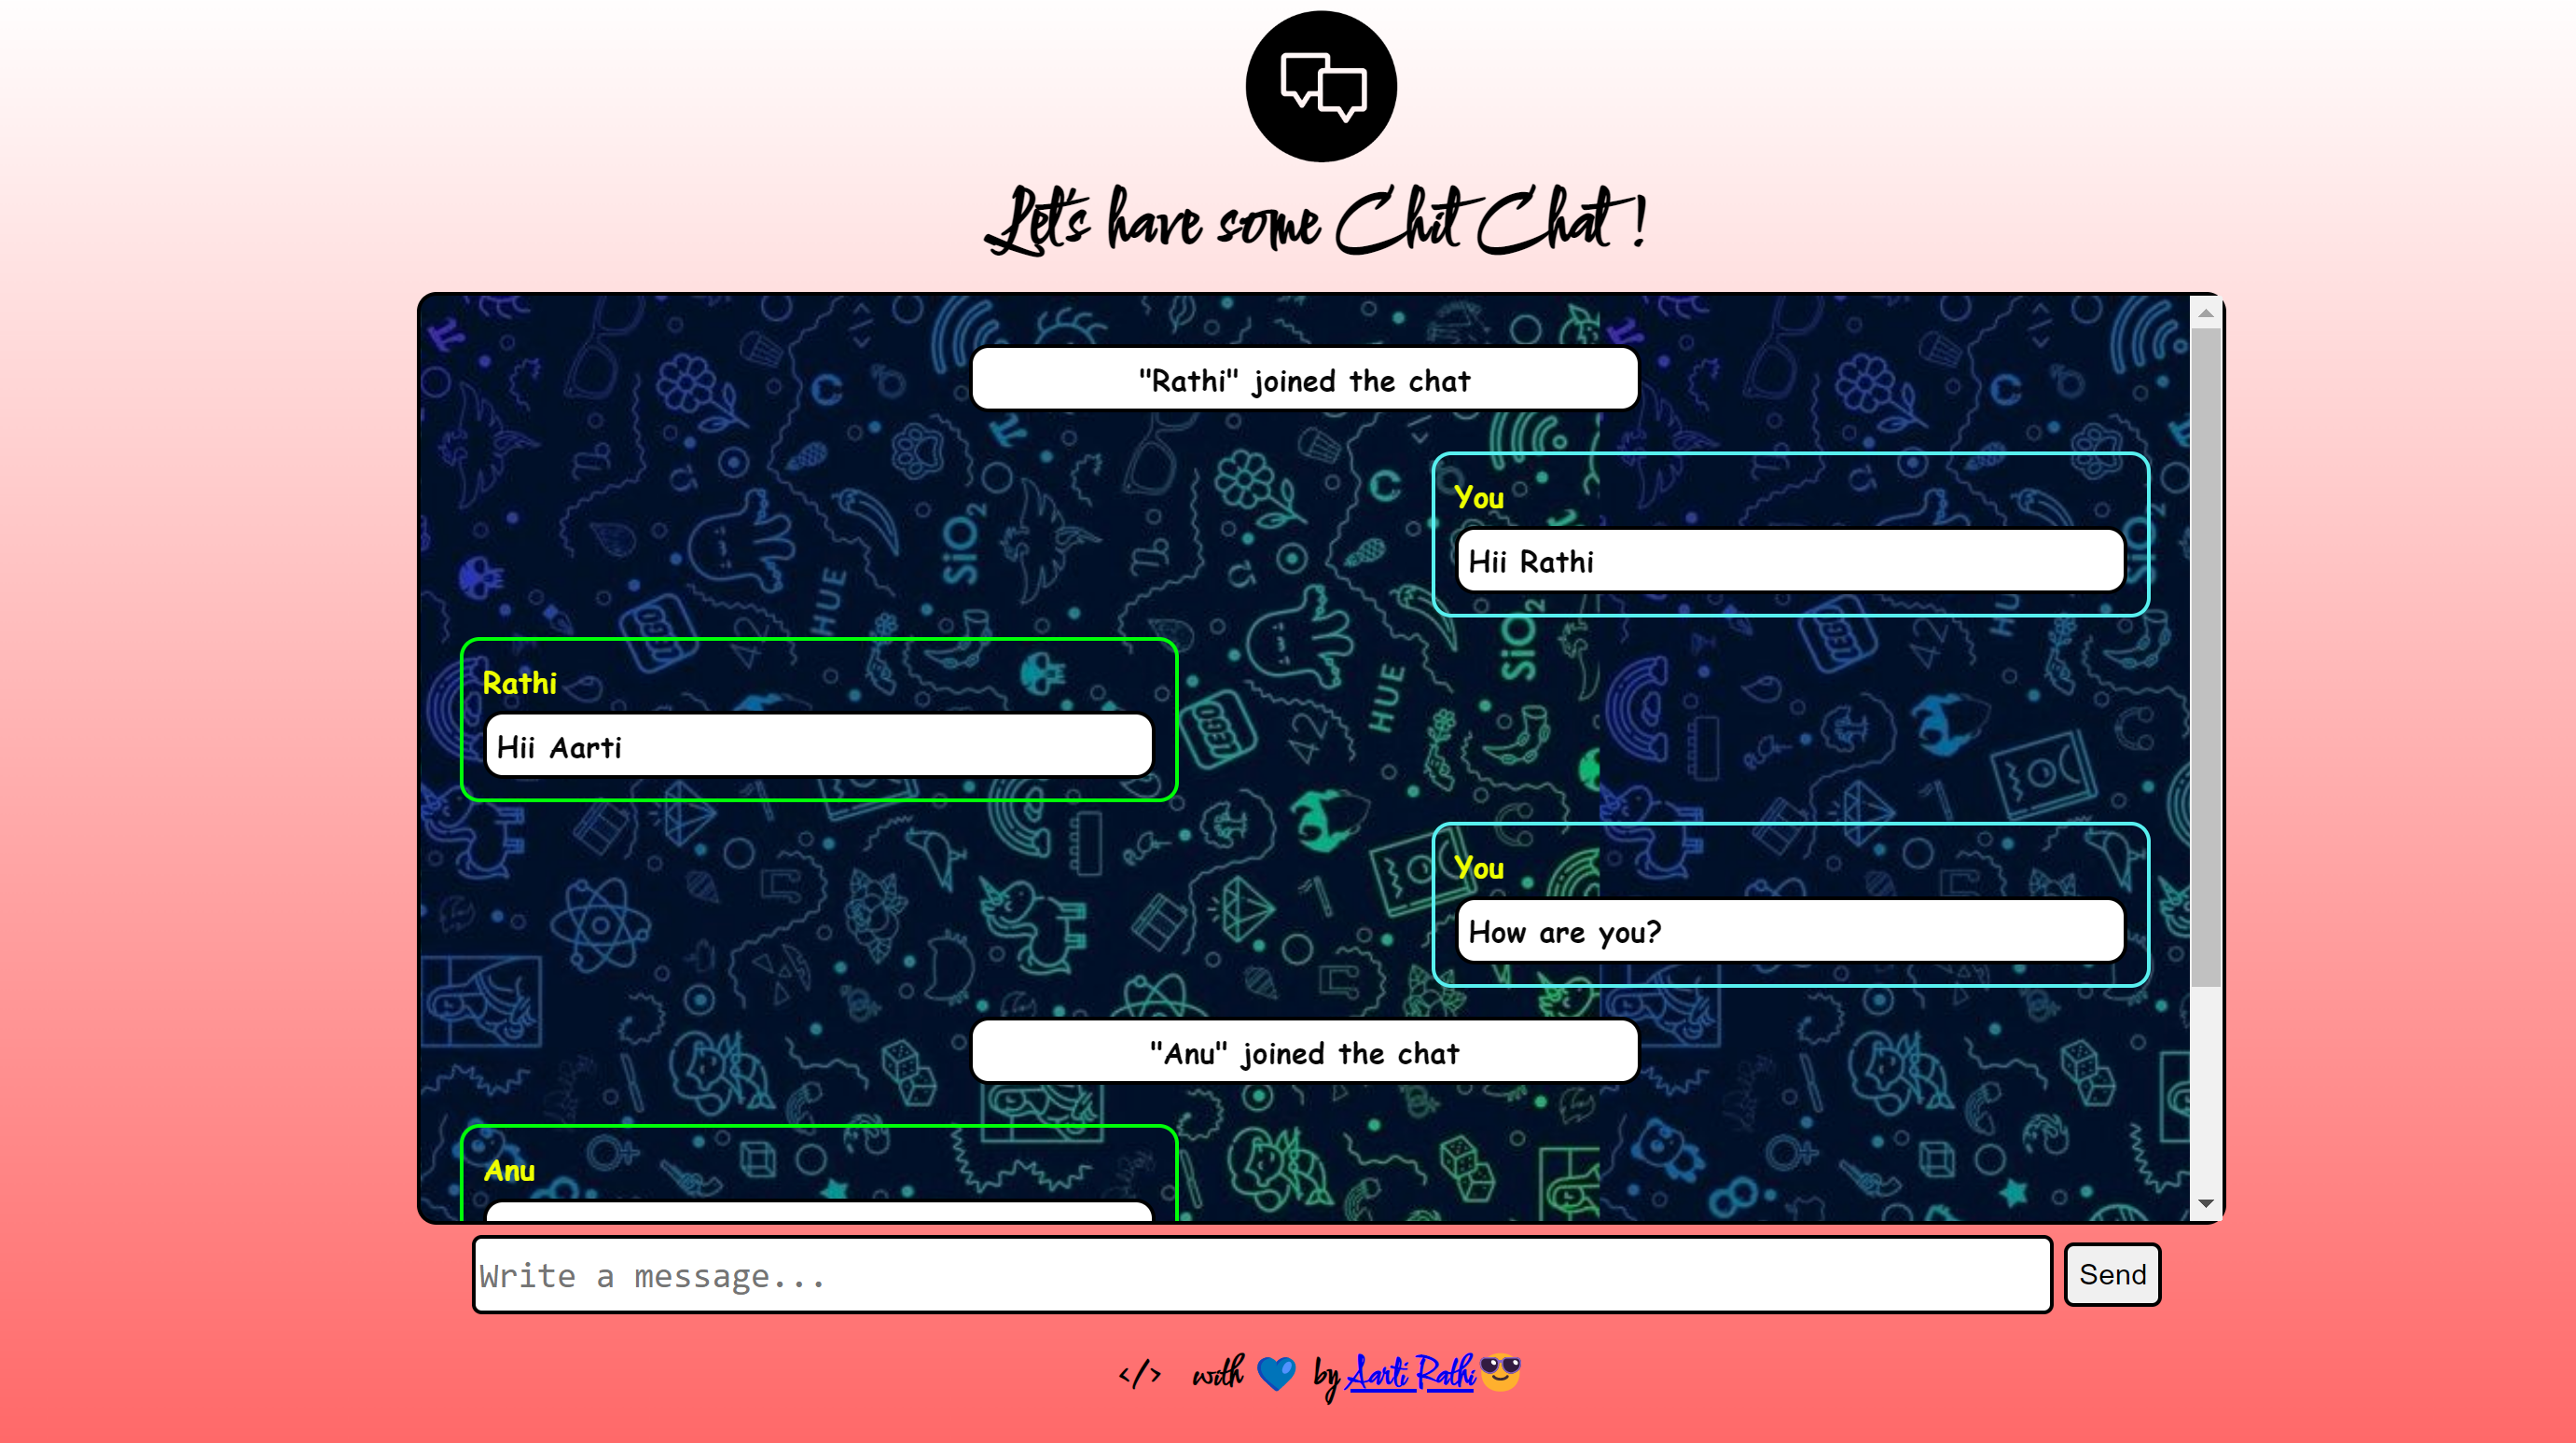 Let's have some Chit Chat !
"Rathi" joined the chat
You
Hii Rathi
Rathi
Hii Aarti
You
How are you?
"Anu" joined the chat
Anu
Write a message...
Send
</> with 💙 by Aarti Rathi😎